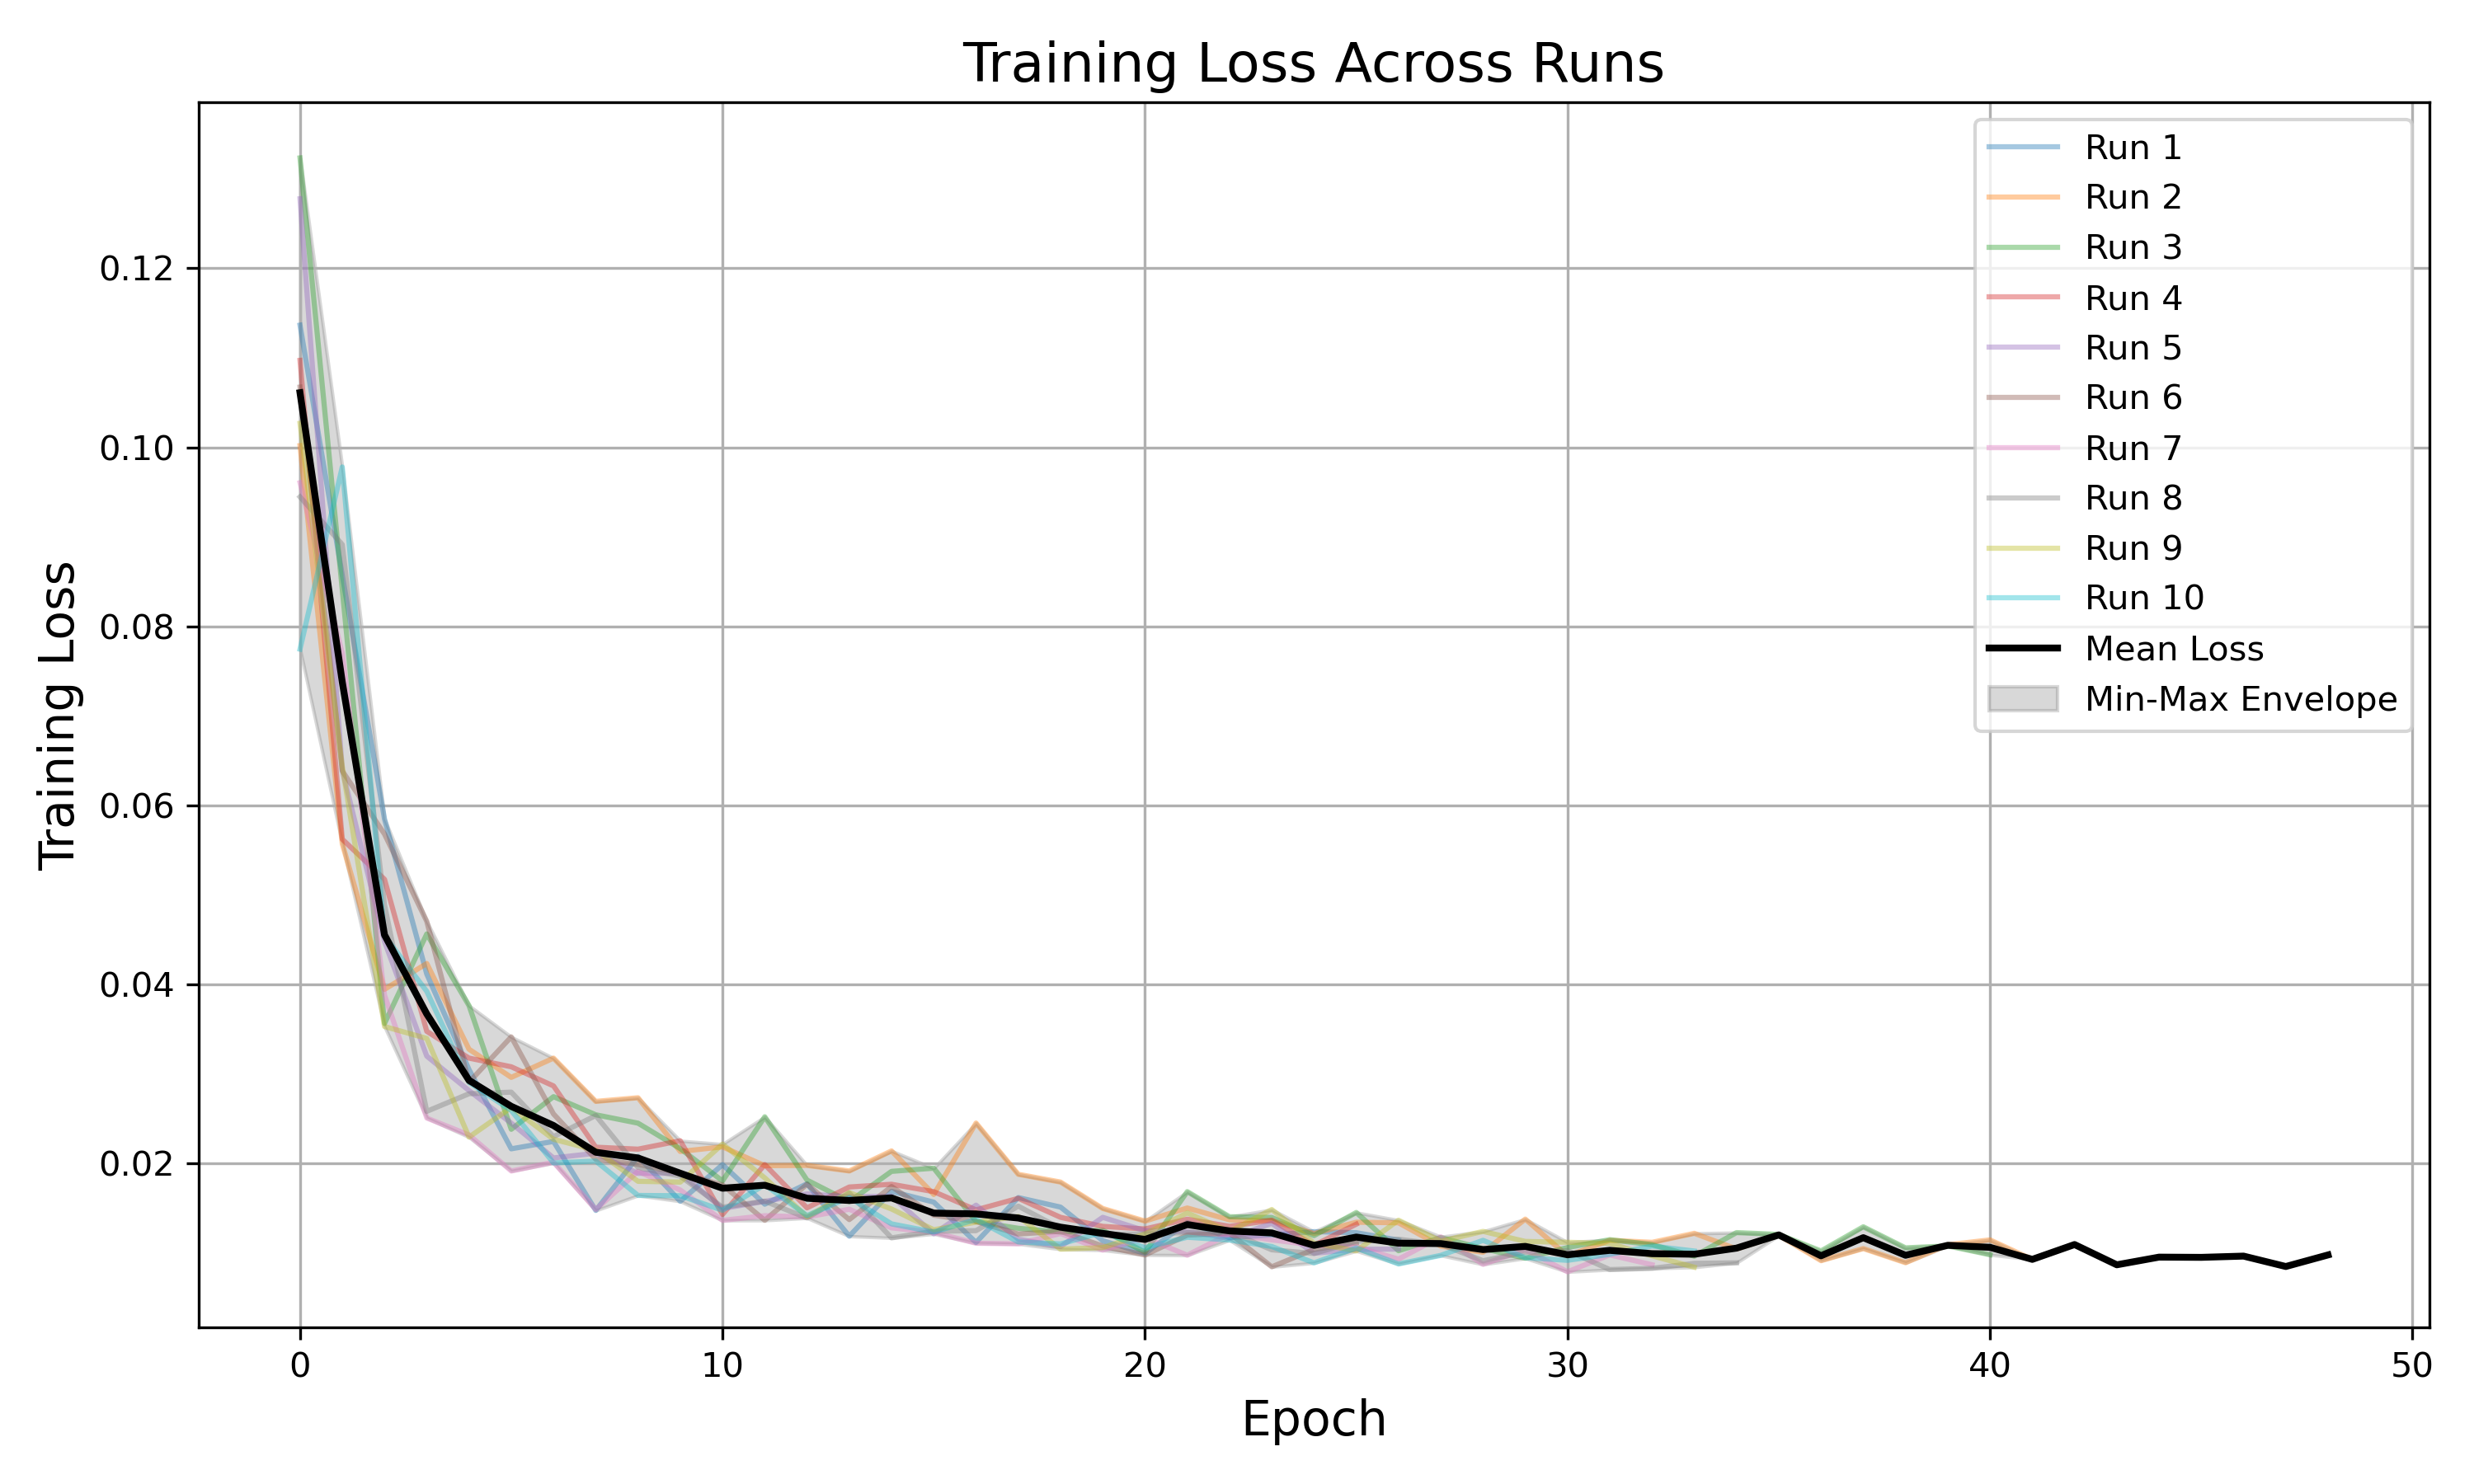 Training Loss Across Runs
Training Loss
0.12
0.10
0.08
0.06
0.04
0.02
Run 1
Run 2
Run 3
Run 4
Run 5
Run 6
Run 7
Run 8
Run 9
Run 10
Mean Loss
Min-Max Envelope
0 10 20 30 40 50
Epoch